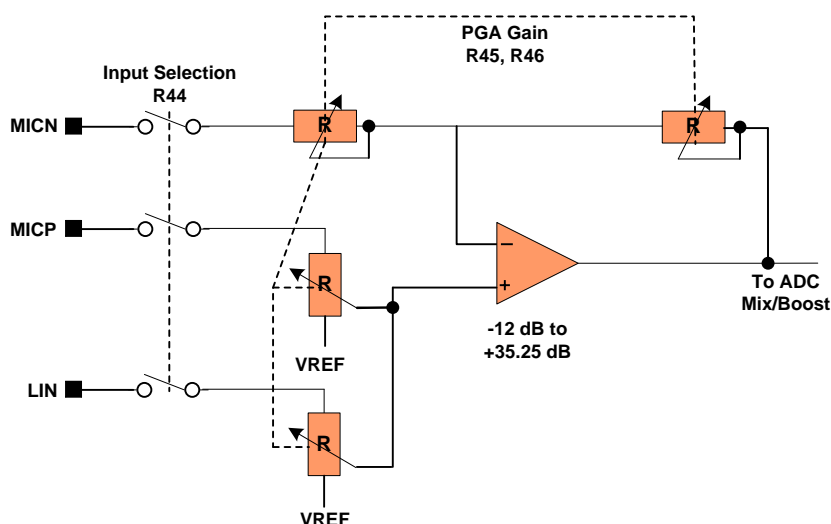 PGA Gain
R45, R46
Input Selection
R44
MICN
R
R
MICP
R
−
+
To ADC
Mix/Boost
-12 dB to
+35.25 dB
VREF
LIN
R
VREF